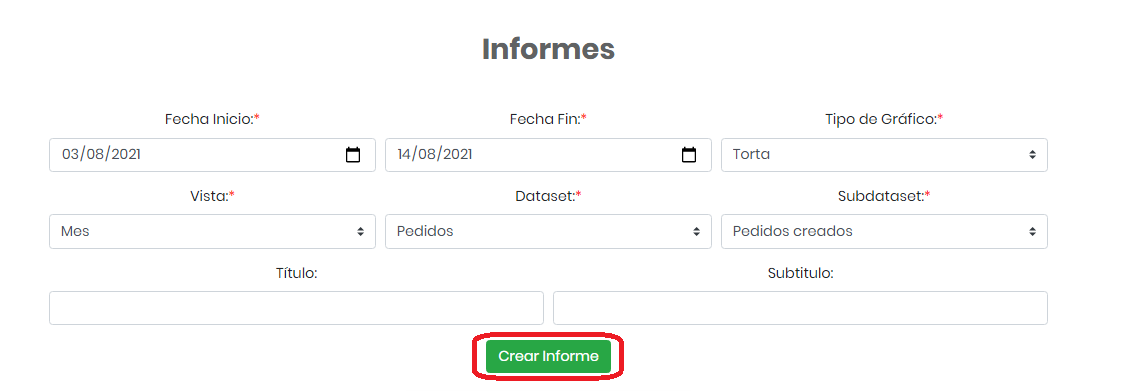 Informes
Fecha Inicio:* Fecha Fin:* Tipo de Gráfico:*
03/08/2021 14/08/2021 Torta
Vista:* Dataset:* Subdataset:*
Mes Pedidos Pedidos creados
Título: Subtitulo:
Crear Informe